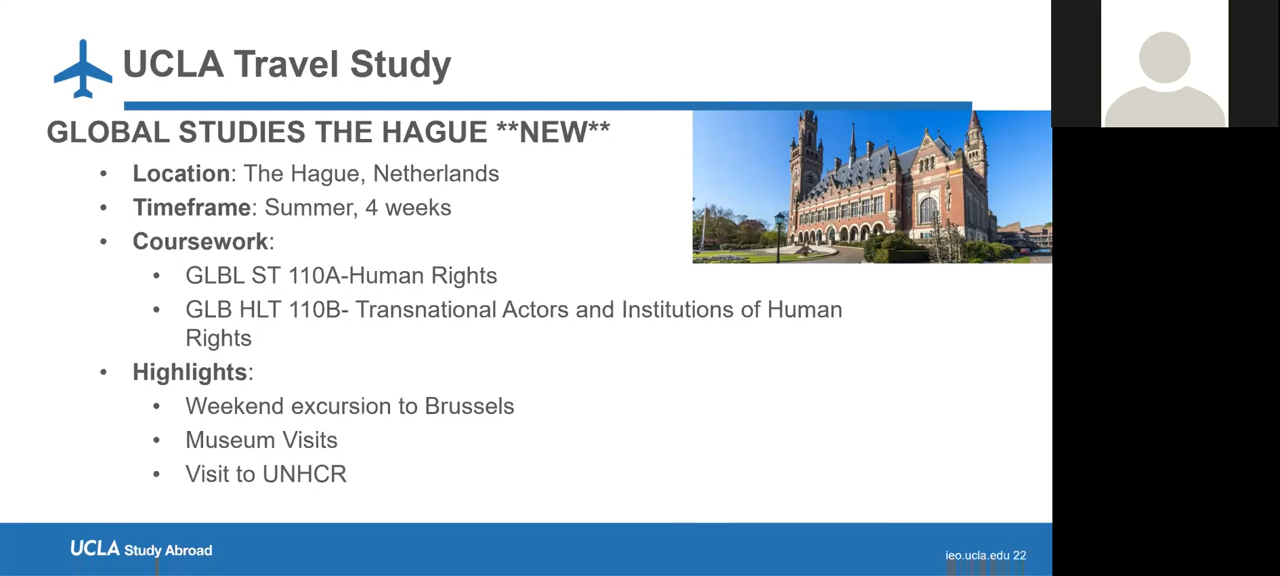 UCLA Travel Study
GLOBAL STUDIES THE HAGUE **NEW**
• Location: The Hague, Netherlands
• Timeframe: Summer, 4 weeks
• Coursework:
• GLBL ST 110A-Human Rights
• GLB HLT 110B- Transnational Actors and Institutions of Human
Rights
• Highlights:
• Weekend excursion to Brussels
• Museum Visits
• Visit to UNHCR
UCLA Study Abroad
ieo.ucla.edu 22